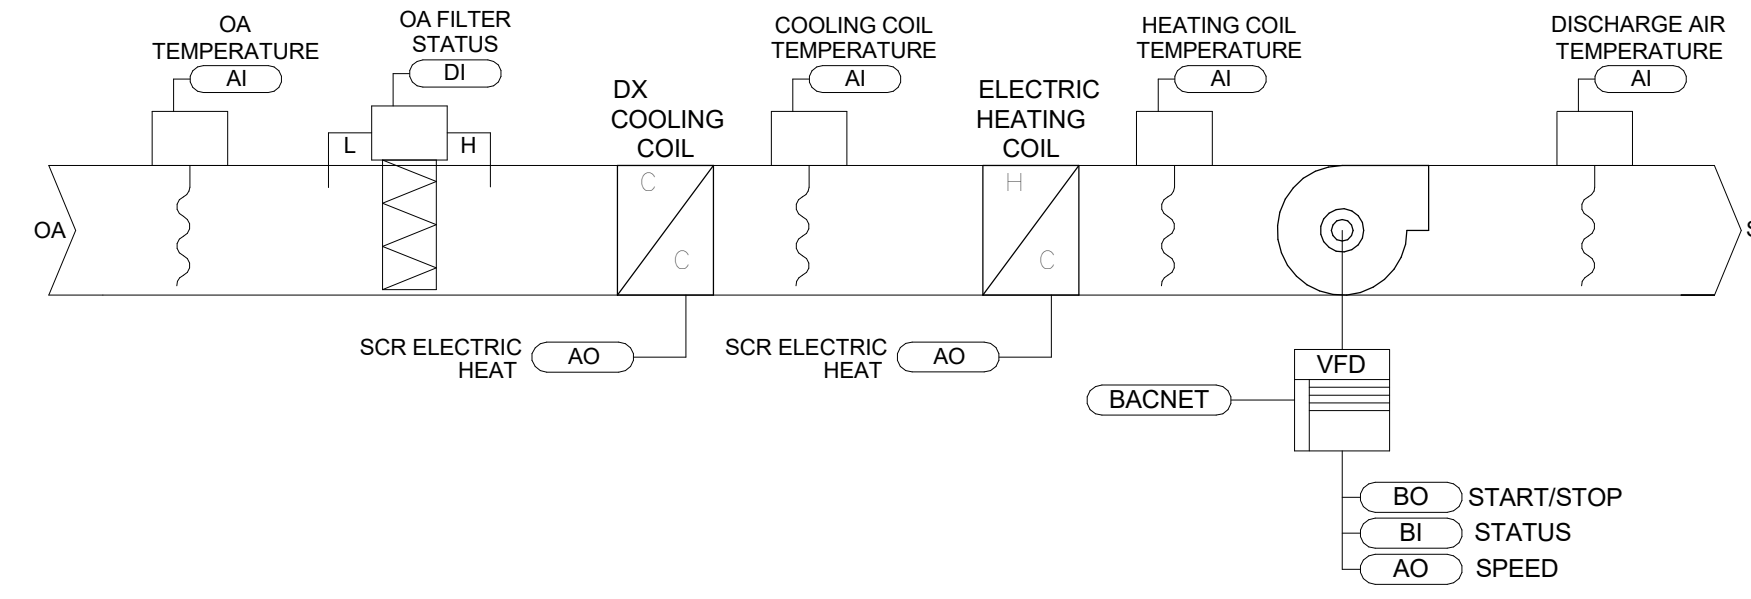 OA
TEMPERATURE
AI
OA FILTER
STATUS
DI
L
H
DX
COOLING
COIL
COOLING COIL
TEMPERATURE
AI
ELECTRIC
HEATING
COIL
HEATING COIL
TEMPERATURE
AI
DISCHARGE AIR
TEMPERATURE
AI
OA
C
C
H
C
S
SCR ELECTRIC
HEAT
AO
SCR ELECTRIC
HEAT
AO
VFD
BACNET
BO START/STOP
BI STATUS
AO SPEED